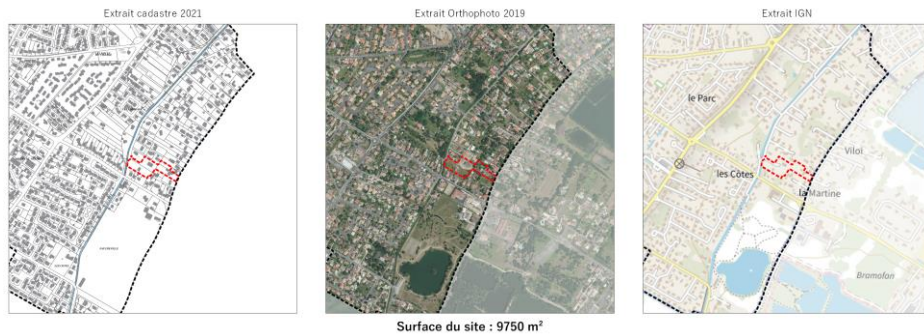 Extrait cadastre 2021
Extrait Orthophoto 2019
Extrait IGN
le Parc
les Côtes
Viloi
la Martine
Bramofan
Surface du site : 9750 m²